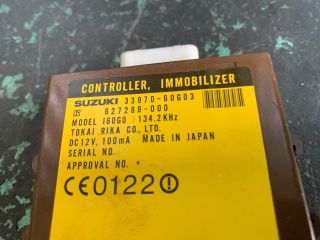 CONTROLLER, IMMOBILIZER
SUZUKI 33970-60G03
627289-000
MODEL I60G0 134.2KHz
TOKAI RIKA CO., LTD.
DC12V, 100mA MADE IN JAPAN
SERIAL NO.
APPROVAL NO.
CE0122